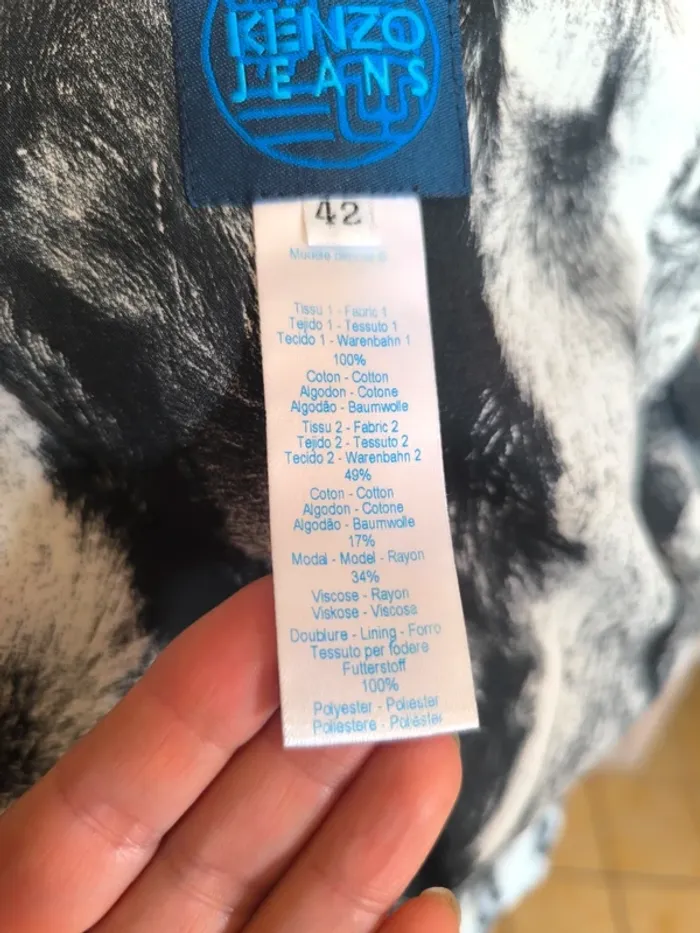 KENZO
JEANS
42
Tissu 1 - Fabric 1
Tejido 1 - Tessuto 1
Tecido 1 - Warenbahn 1
100%
Coton - Cotton
Algodon - Cotone
Algodão - Baumwolle
Tissu 2 - Fabric 2
Tejido 2 - Tessuto 2
Tecido 2 - Warenbahn 2
49%
Coton - Cotton
Algodon - Cotone
Algodão - Baumwolle
17%
Modal - Model - Rayon
34%
Viscose - Rayon
Viskose - Viscosa
Doublure - Lining - Forro
Tessuto per fodere
Futterstoff
100%
Polyester - Poliester
Poliestere - Poliéster